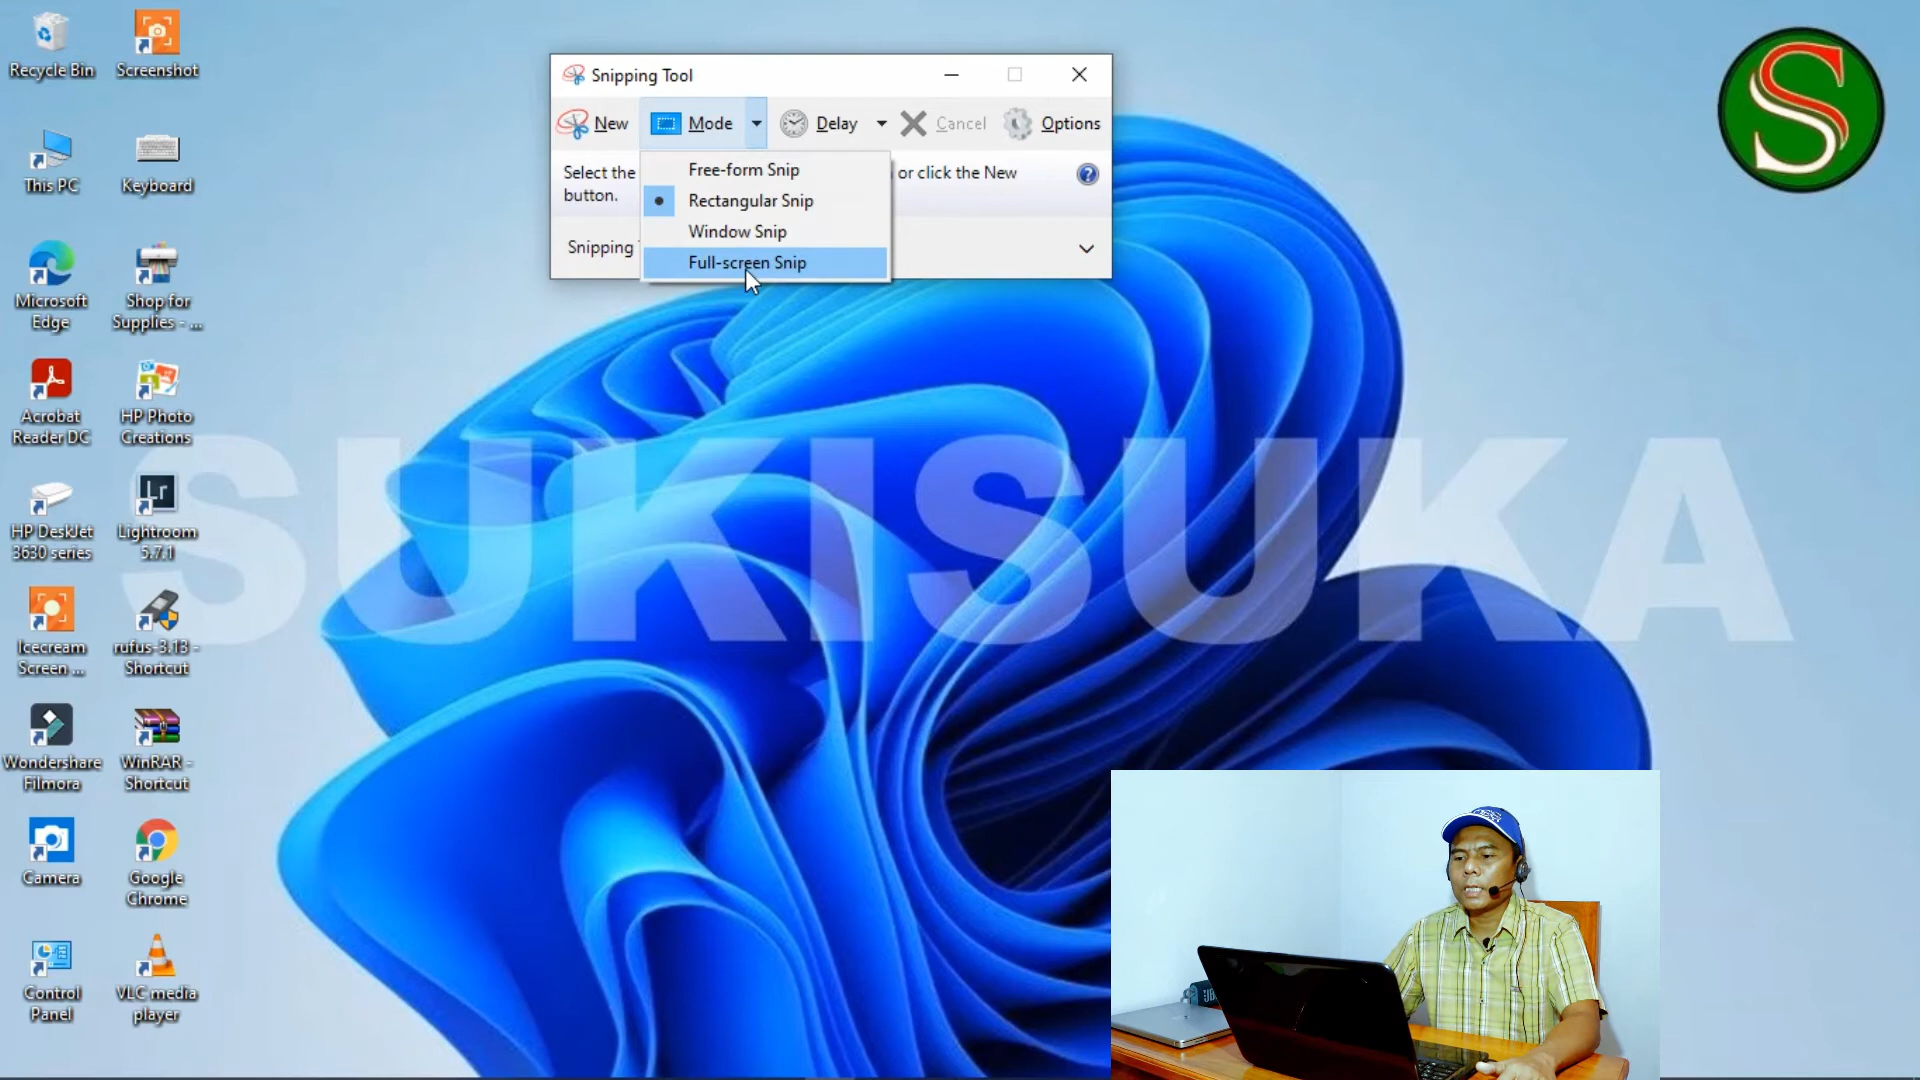 Recycle Bin
Screenshot
This PC
Keyboard
Microsoft
Edge
Shop for
Supplies - ...
Acrobat
Reader DC
HP Photo
Creations
HP DeskJet
3630 series
Lightroom
5.7.1
Icecream
Screen ...
rufus-3.13 -
Shortcut
Wondershare
Filmora
WinRAR -
Shortcut
Camera
Google
Chrome
Control
Panel
VLC media
player
Snipping Tool
New
Mode
Delay
Cancel
Options
Select the
or click the New
button.
Snipping
Free-form Snip
Rectangular Snip
Window Snip
Full-screen Snip
S
SUKISUKA